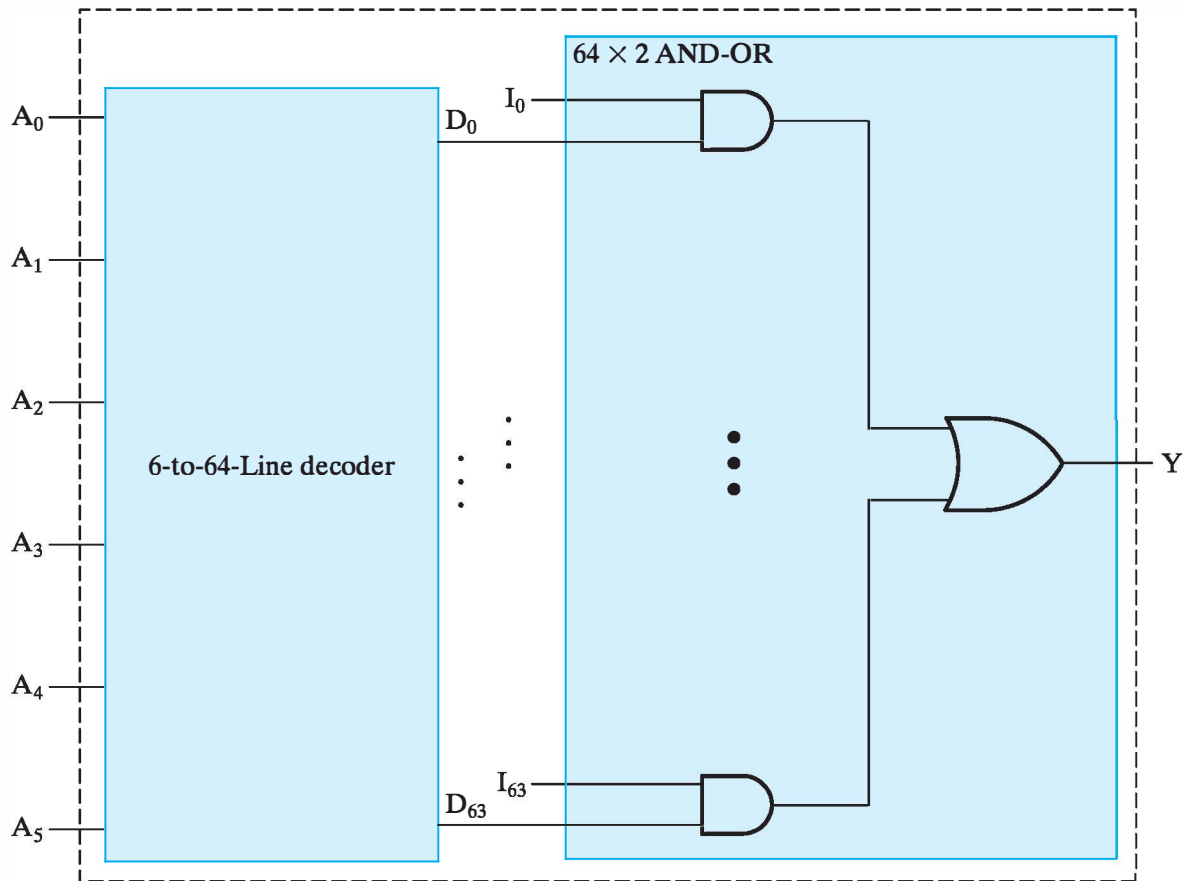 64 × 2 AND-OR
I₀
A₀
D₀
A₁
A₂
6-to-64-Line decoder
Y
A₃
A₄
I₆₃
D₆₃
A₅